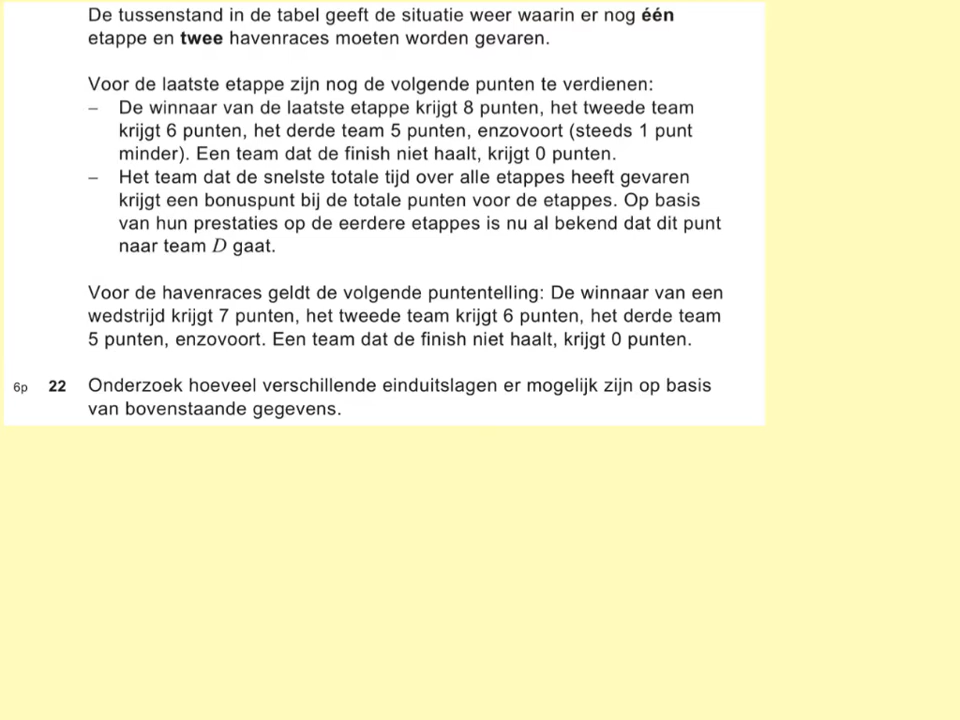 De tussenstand in de tabel geeft de situatie weer waarin er nog één
etappe en twee havenraces moeten worden gevaren.
Voor de laatste etappe zijn nog de volgende punten te verdienen:
– De winnaar van de laatste etappe krijgt 8 punten, het tweede team
krijgt 6 punten, het derde team 5 punten, enzovoort (steeds 1 punt
minder). Een team dat de finish niet haalt, krijgt 0 punten.
– Het team dat de snelste totale tijd over alle etappes heeft gevaren
krijgt een bonuspunt bij de totale punten voor de etappes. Op basis
van hun prestaties op de eerdere etappes is nu al bekend dat dit punt
naar team D gaat.
Voor de havenraces geldt de volgende puntentelling: De winnaar van een
wedstrijd krijgt 7 punten, het tweede team krijgt 6 punten, het derde team
5 punten, enzovoort. Een team dat de finish niet haalt, krijgt 0 punten.
6p 22 Onderzoek hoeveel verschillende einduitslagen er mogelijk zijn op basis
van bovenstaande gegevens.